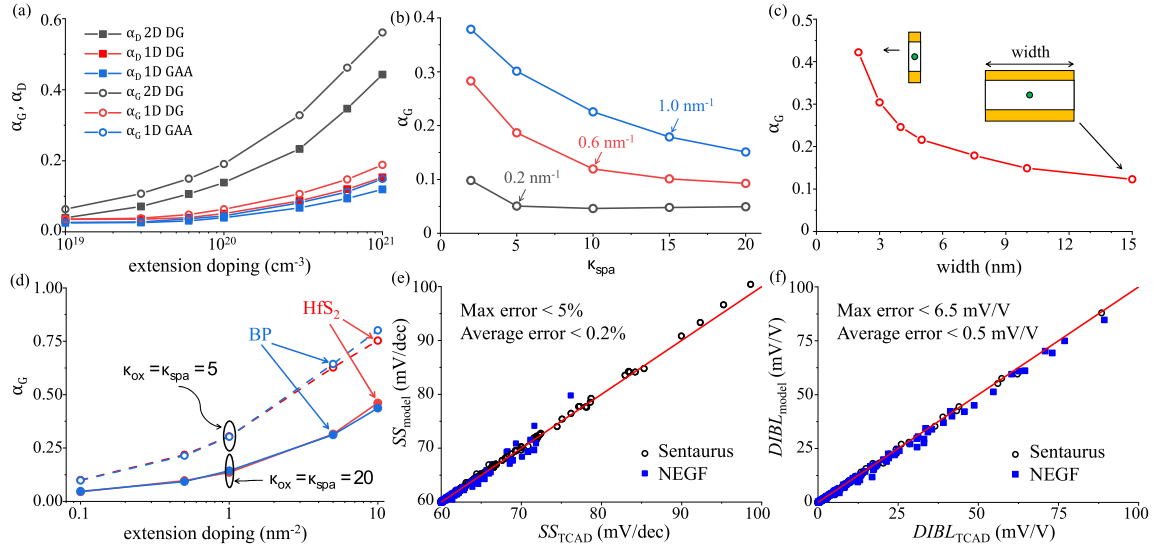 (a)
0.6
0.4
0.2
0.0
α_G, α_D
α_D 2D DG
α_D 1D DG
α_D 1D GAA
α_G 2D DG
α_G 1D DG
α_G 1D GAA
10^19
10^20
10^21
extension doping (cm^-3)
(b)
0.4
0.3
0.2
0.1
0.0
α_G
1.0 nm^-1
0.6 nm^-1
0.2 nm^-1
0
5
10
15
20
κ_spa
(c)
0.5
0.4
0.3
0.2
0.1
0.0
α_G
width
0
3
6
9
12
15
width (nm)
(d)
1.00
0.75
0.50
0.25
0.00
α_G
HfS_2
BP
κ_ox=κ_spa=5
κ_ox=κ_spa=20
0.1
1
10
extension doping (nm^-2)
(e)
100
90
80
70
60
SS_model (mV/dec)
Max error < 5%
Average error < 0.2%
Sentaurus
NEGF
60
70
80
90
100
SS_TCAD (mV/dec)
(f)
100
75
50
25
0
DIBL_model (mV/V)
Max error < 6.5 mV/V
Average error < 0.5 mV/V
Sentaurus
NEGF
0
25
50
75
100
DIBL_TCAD (mV/V)